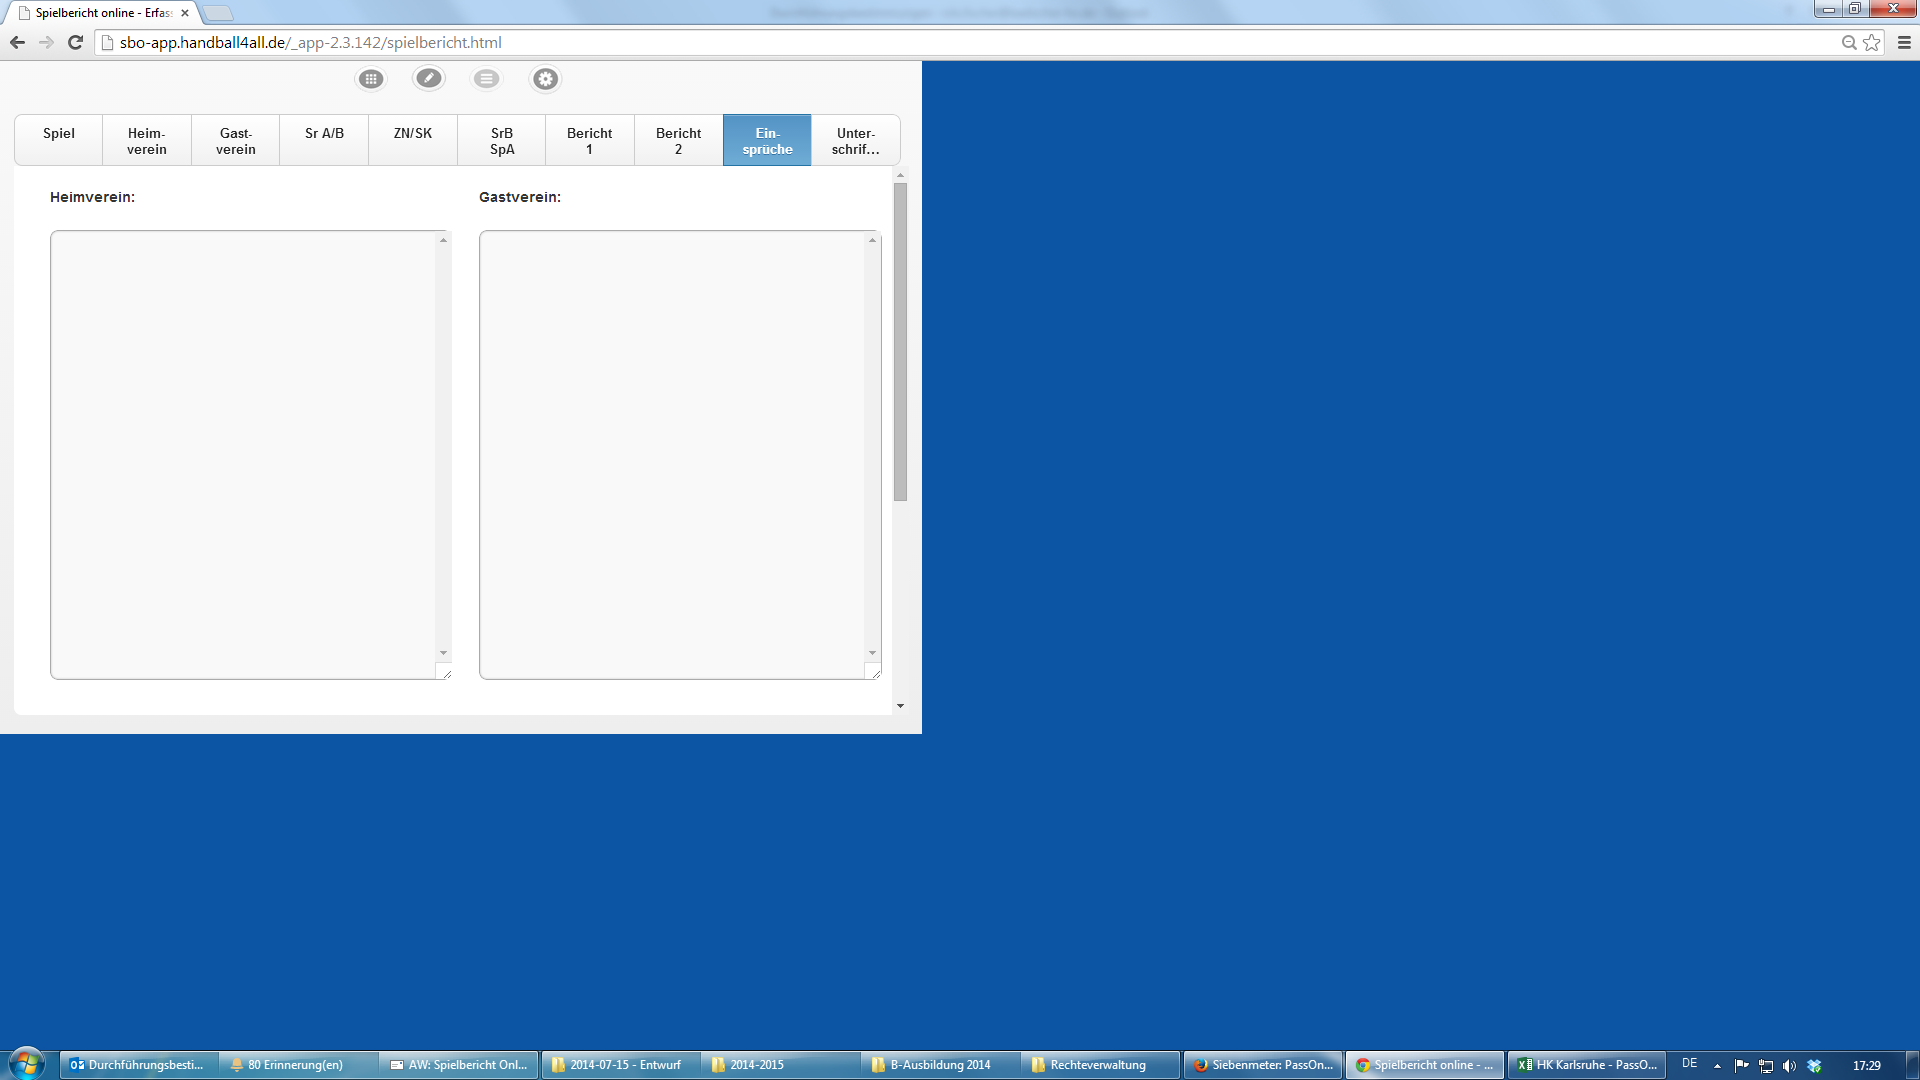 Spielbericht online - Erfas
sbo-app.handball4all.de/_app-2.3.142/spielbericht.html
Spiel
Heim-
verein
Gast-
verein
Sr A/B
ZN/SK
SrB
SpA
Bericht
1
Bericht
2
Ein-
sprüche
Unter-
schrif...
Heimverein:
Gastverein:
Durchführungsbesti...
80 Erinnerung(en)
AW: Spielbericht Onl...
2014-07-15 - Entwurf
2014-2015
B-Ausbildung 2014
Rechteverwaltung
Siebenmeter: PassOn...
Spielbericht online - ...
HK Karlsruhe - PassO...
DE
17:29